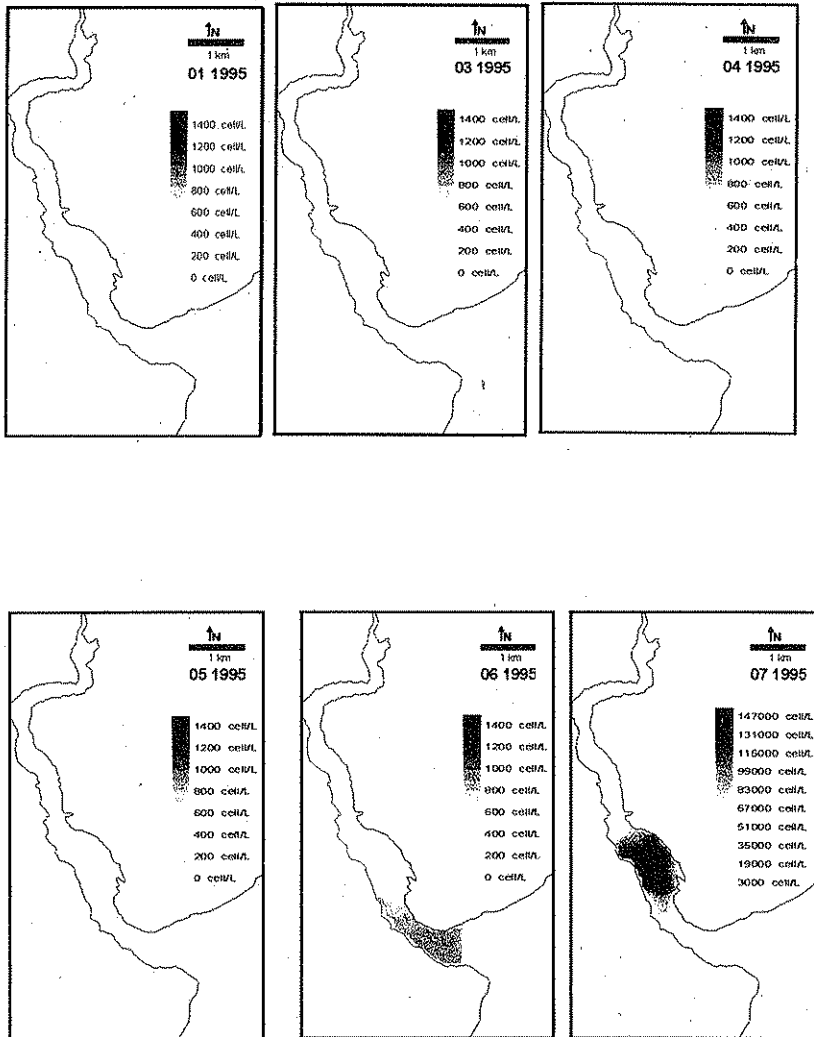 N
1 km
01 1995
1400 cell/L
1200 cell/L
1000 cell/L
800 cell/L
600 cell/L
400 cell/L
200 cell/L
0 cell/L
N
1 km
03 1995
1400 cell/L
1200 cell/L
1000 cell/L
800 cell/L
600 cell/L
400 cell/L
200 cell/L
0 cell/L
N
1 km
04 1995
1400 cell/L
1200 cell/L
1000 cell/L
800 cell/L
600 cell/L
400 cell/L
200 cell/L
0 cell/L
N
1 km
05 1995
1400 cell/L
1200 cell/L
1000 cell/L
800 cell/L
600 cell/L
400 cell/L
200 cell/L
0 cell/L
N
1 km
06 1995
1400 cell/L
1200 cell/L
1000 cell/L
800 cell/L
600 cell/L
400 cell/L
200 cell/L
0 cell/L
N
1 km
07 1995
147000 cell/L
131000 cell/L
115000 cell/L
99000 cell/L
83000 cell/L
67000 cell/L
51000 cell/L
35000 cell/L
19000 cell/L
3000 cell/L